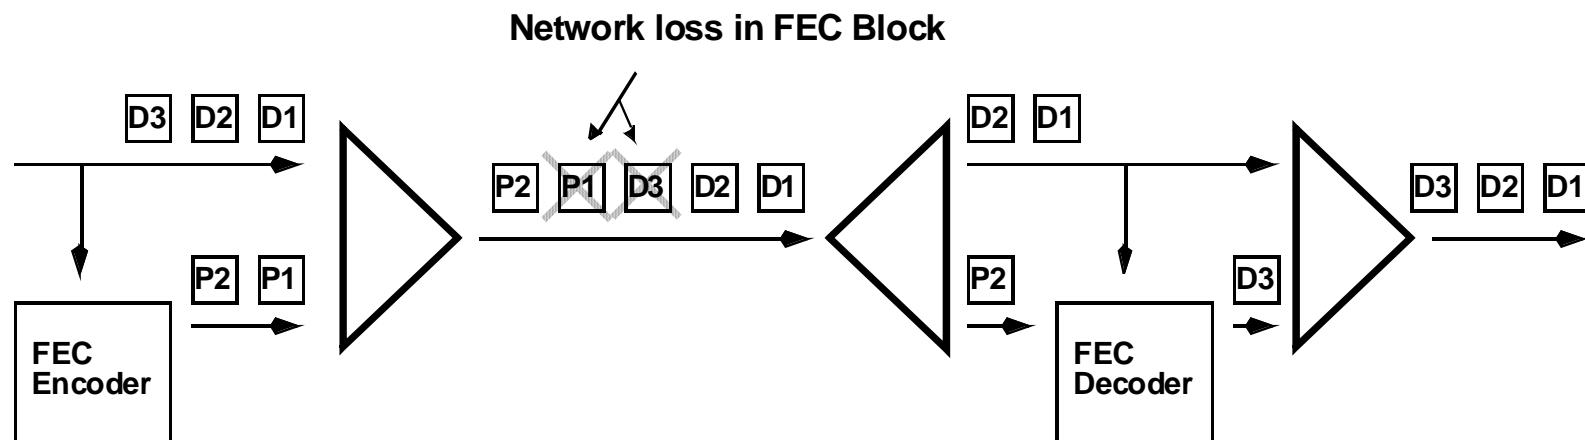 Network loss in FEC Block
D3 D2 D1
D2 D1
P2 P1 D3 D2 D1
D3 D2 D1
P2 P1
P2
D3
FEC
Encoder
FEC
Decoder